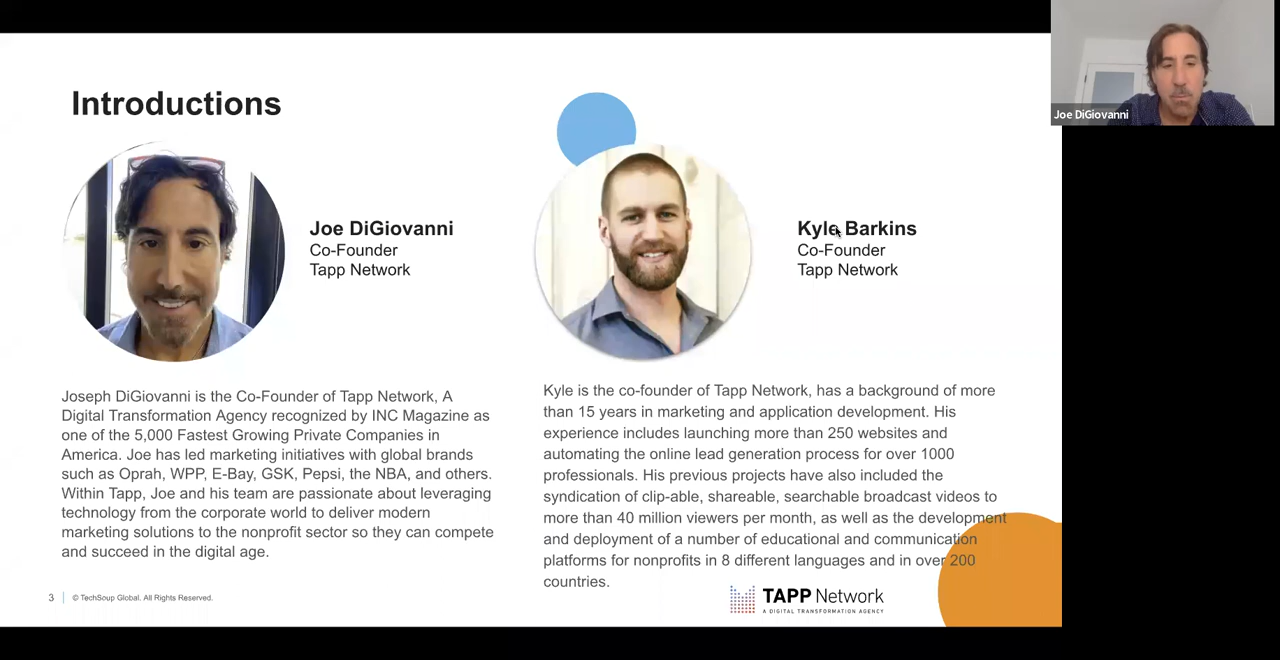 Introductions
Joe DiGiovanni
Co-Founder
Tapp Network
Joseph DiGiovanni is the Co-Founder of Tapp Network, A
Digital Transformation Agency recognized by INC Magazine as
one of the 5,000 Fastest Growing Private Companies in
America. Joe has led marketing initiatives with global brands
such as Oprah, WPP, E-Bay, GSK, Pepsi, the NBA, and others.
Within Tapp, Joe and his team are passionate about leveraging
technology from the corporate world to deliver modern
marketing solutions to the nonprofit sector so they can compete
and succeed in the digital age.
Kyle Barkins
Co-Founder
Tapp Network
Kyle is the co-founder of Tapp Network, has a background of more
than 15 years in marketing and application development. His
experience includes launching more than 250 websites and
automating the online lead generation process for over 1000
professionals. His previous projects have also included the
syndication of clip-able, shareable, searchable broadcast videos to
more than 40 million viewers per month, as well as the development
and deployment of a number of educational and communication
platforms for nonprofits in 8 different languages and in over 200
countries.
3 © TechSoup Global. All Rights Reserved.
TAPP Network
A DIGITAL TRANSFORMATION AGENCY
Joe DiGiovanni